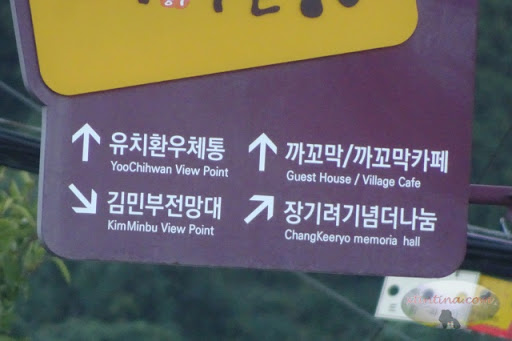 유치환우체통
YooChihwan View Point
까꼬막/까꼬막카페
Guest House / Village Cafe
김민부전망대
KimMinbu View Point
장기려기념더나눔
ChangKeeryo memoria hall